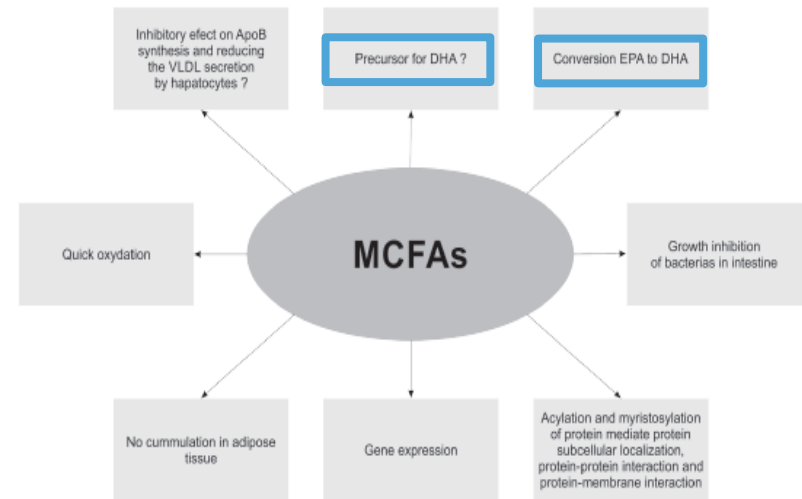 Inhibitory efect on ApoB
synthesis and reducing
the VLDL secretion
by hapatocytes ?
Precursor for DHA ?
Conversion EPA to DHA
Quick oxydation
MCFAs
Growth inhibition
of bacterias in intestine
No cummulation in adipose
tissue
Gene expression
Acylation and myristosylation
of protein mediate protein
subcellular localization,
protein-protein interaction and
protein-membrane interaction